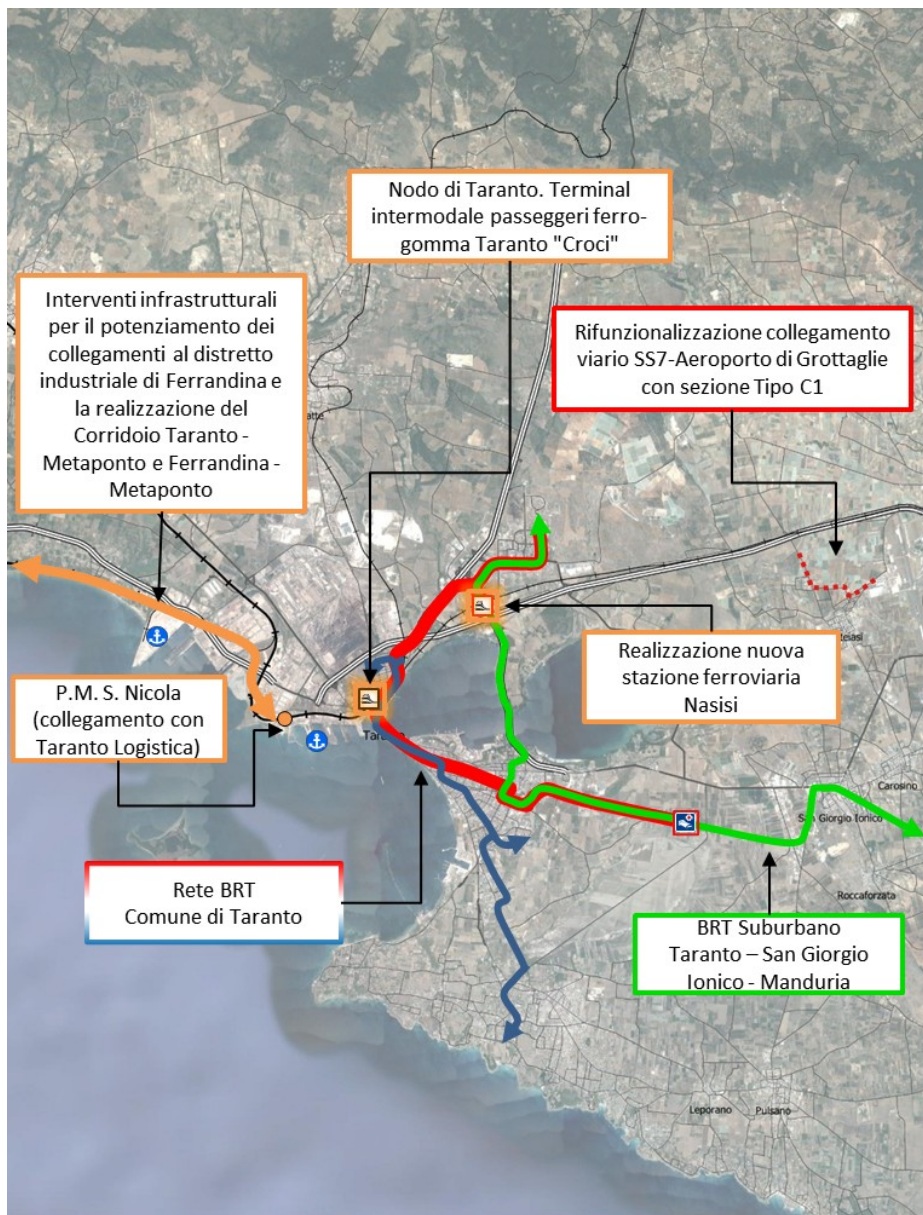 Nodo di Taranto. Terminal
intermodale passeggeri ferro-
gomma Taranto "Croci"
Interventi infrastrutturali
per il potenziamento dei
collegamenti al distretto
industriale di Ferrandina e
la realizzazione del
Corridoio Taranto -
Metaponto e Ferrandina -
Metaponto
Rifunzionalizzazione collegamento
viario SS7-Aeroporto di Grottaglie
con sezione Tipo C1
Realizzazione nuova
stazione ferroviaria
Nasisi
P.M. S. Nicola
(collegamento con
Taranto Logistica)
Carosino
San Giorgio Ionico
Roccaforzata
Rete BRT
Comune di Taranto
BRT Suburbano
Taranto – San Giorgio
Ionico - Manduria
Leporano
Pulsano